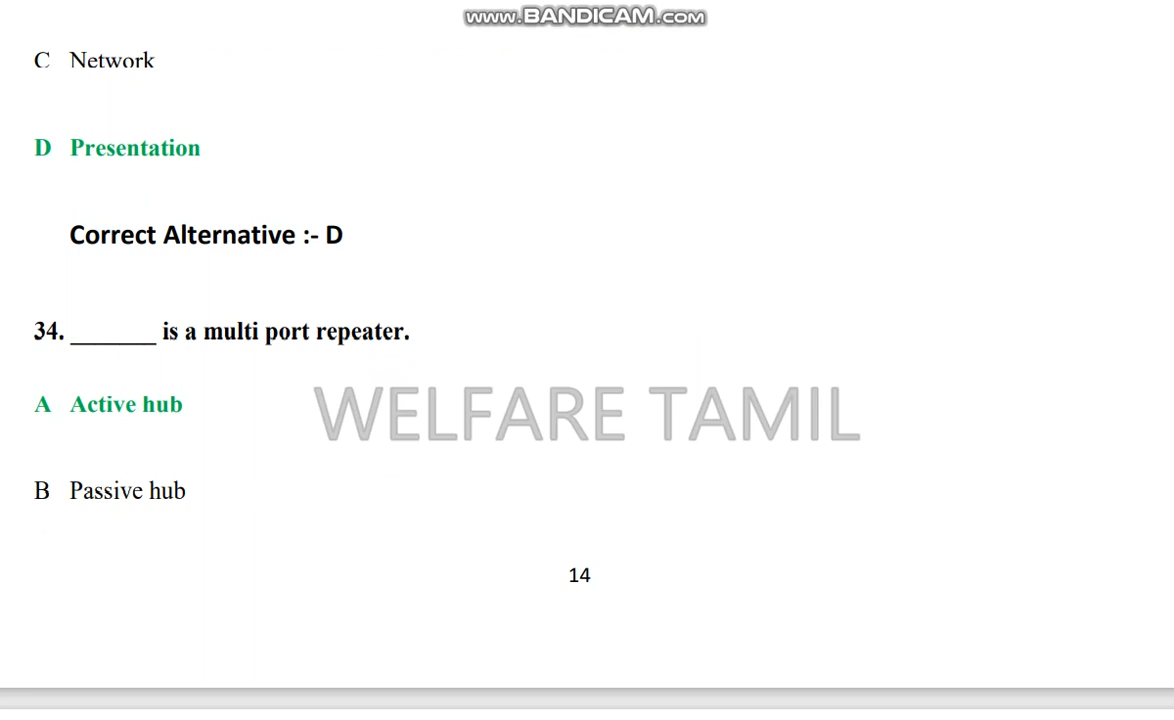 www.BANDICAM.com
C Network
D Presentation
Correct Alternative :- D
34. _______ is a multi port repeater.
A Active hub
WELFARE TAMIL
B Passive hub
14